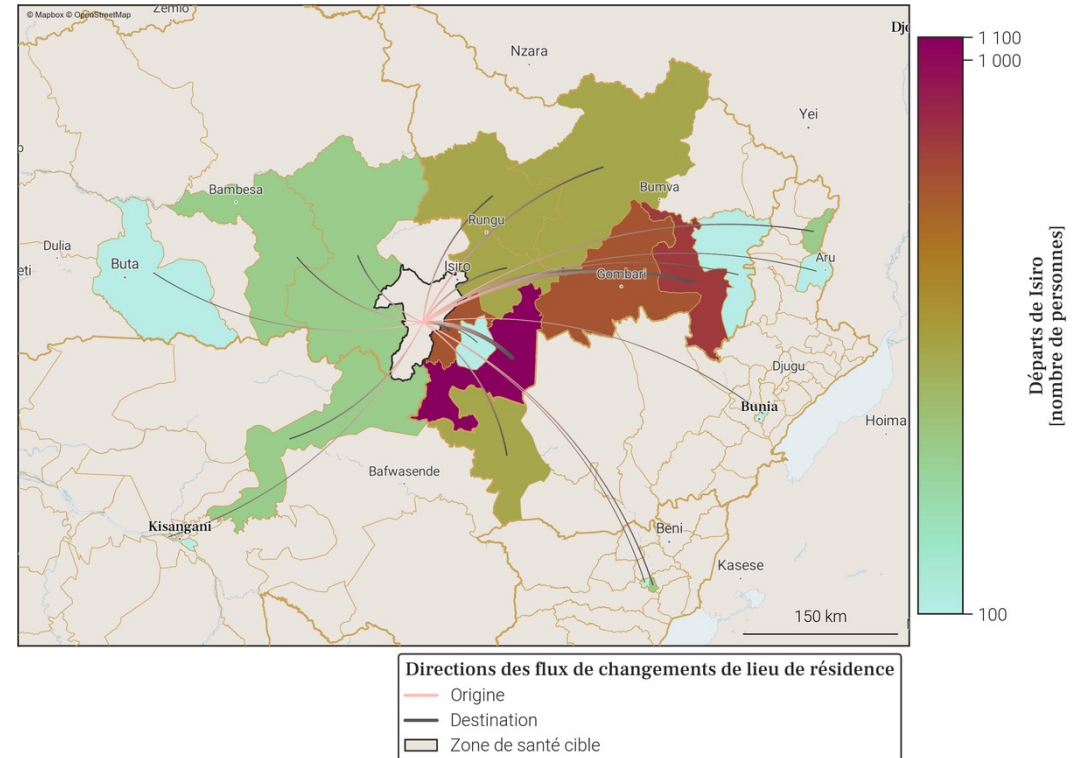 © Mapbox © OpenStreetMap
Zemio
Nzara
Yei
Bambesa
Bumva
Rungu
Dulia
Buta
Isiro
Gombari
Aru
Djugu
Bunia
Hoima
Bafwasende
Kisangani
Beni
Kasese
150 km
1 100
1 000
100
Départs de Isiro
[nombre de personnes]
Directions des flux de changements de lieu de résidence
Origine
Destination
Zone de santé cible